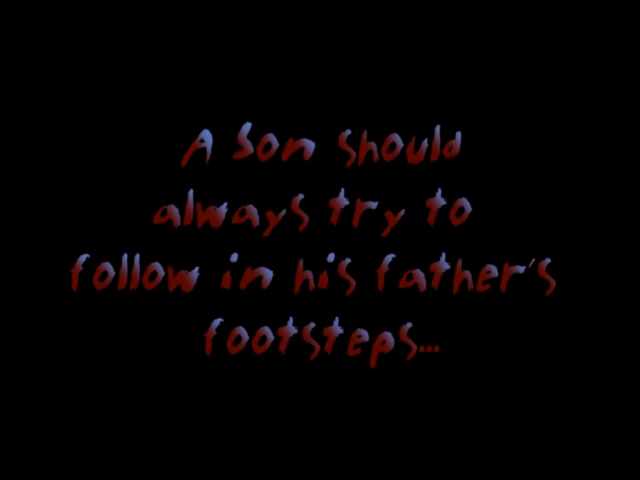 A Son Should
always try to
follow in his father's
footsteps...